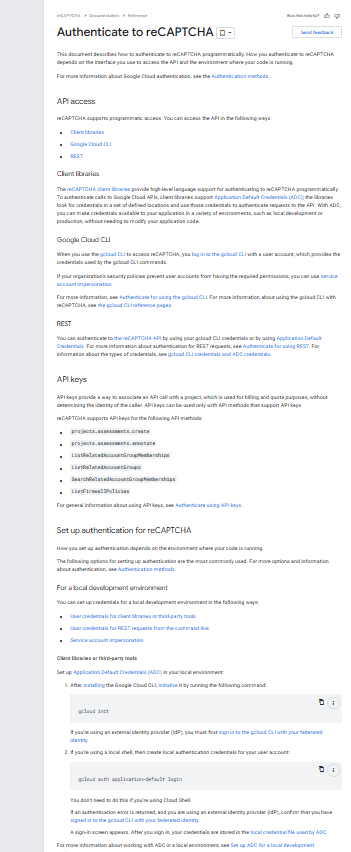 reCAPTCHA > Documentation > Reference
Was this helpful?
Authenticate to reCAPTCHA
Send feedback
This document describes how to authenticate to reCAPTCHA programmatically. How you authenticate to reCAPTCHA
depends on the interface you use to access the API and the environment where your code is running.
For more information about Google Cloud authentication, see the Authentication methods.
API access
reCAPTCHA supports programmatic access. You can access the API in the following ways:
Client libraries
Google Cloud CLI
REST
Client libraries
The reCAPTCHA client libraries provide high-level language support for authenticating to reCAPTCHA programmatically.
To authenticate calls to Google Cloud APIs, client libraries support Application Default Credentials (ADC); the libraries
look for credentials in a set of defined locations and use those credentials to authenticate requests to the API. With ADC,
you can make credentials available to your application in a variety of environments, such as local development or
production, without needing to modify your application code.
Google Cloud CLI
When you use the gcloud CLI to access reCAPTCHA, you log in to the gcloud CLI with a user account, which provides the
credentials used by the gcloud CLI commands.
If your organization's security policies prevent user accounts from having the required permissions, you can use service
account impersonation.
For more information, see Authenticate for using the gcloud CLI. For more information about using the gcloud CLI with
reCAPTCHA, see the gcloud CLI reference pages.
REST
You can authenticate to the reCAPTCHA API by using your gcloud CLI credentials or by using Application Default
Credentials. For more information about authentication for REST requests, see Authenticate for using REST. For
information about the types of credentials, see gcloud CLI credentials and ADC credentials.
API keys
API keys provide a way to associate an API call with a project, which is used for billing and quota purposes, without
determining the identity of the caller. API keys can be used only with API methods that support API keys.
reCAPTCHA supports API keys for the following API methods:
projects.assessments.create
projects.assessments.annotate
ListRelatedAccountGroupMemberships
ListRelatedAccountGroups
SearchRelatedAccountGroupMemberships
ListFirewallPolicies
For general information about using API keys, see Authenticate using API keys.
Set up authentication for reCAPTCHA
How you set up authentication depends on the environment where your code is running.
The following options for setting up authentication are the most commonly used. For more options and information
about authentication, see Authentication methods.
For a local development environment
You can set up credentials for a local development environment in the following ways:
User credentials for client libraries or third-party tools
User credentials for REST requests from the command line
Service account impersonation
Client libraries or third-party tools
Set up Application Default Credentials (ADC) in your local environment:
1. After installing the Google Cloud CLI, initialize it by running the following command:
gcloud init
If you're using an external identity provider (IdP), you must first sign in to the gcloud CLI with your federated
identity.
2. If you're using a local shell, then create local authentication credentials for your user account:
gcloud auth application-default login
You don't need to do this if you're using Cloud Shell.
If an authentication error is returned, and you are using an external identity provider (IdP), confirm that you have
signed in to the gcloud CLI with your federated identity.
A sign-in screen appears. After you sign in, your credentials are stored in the local credential file used by ADC.
For more information about working with ADC in a local environment, see Set up ADC for a local development